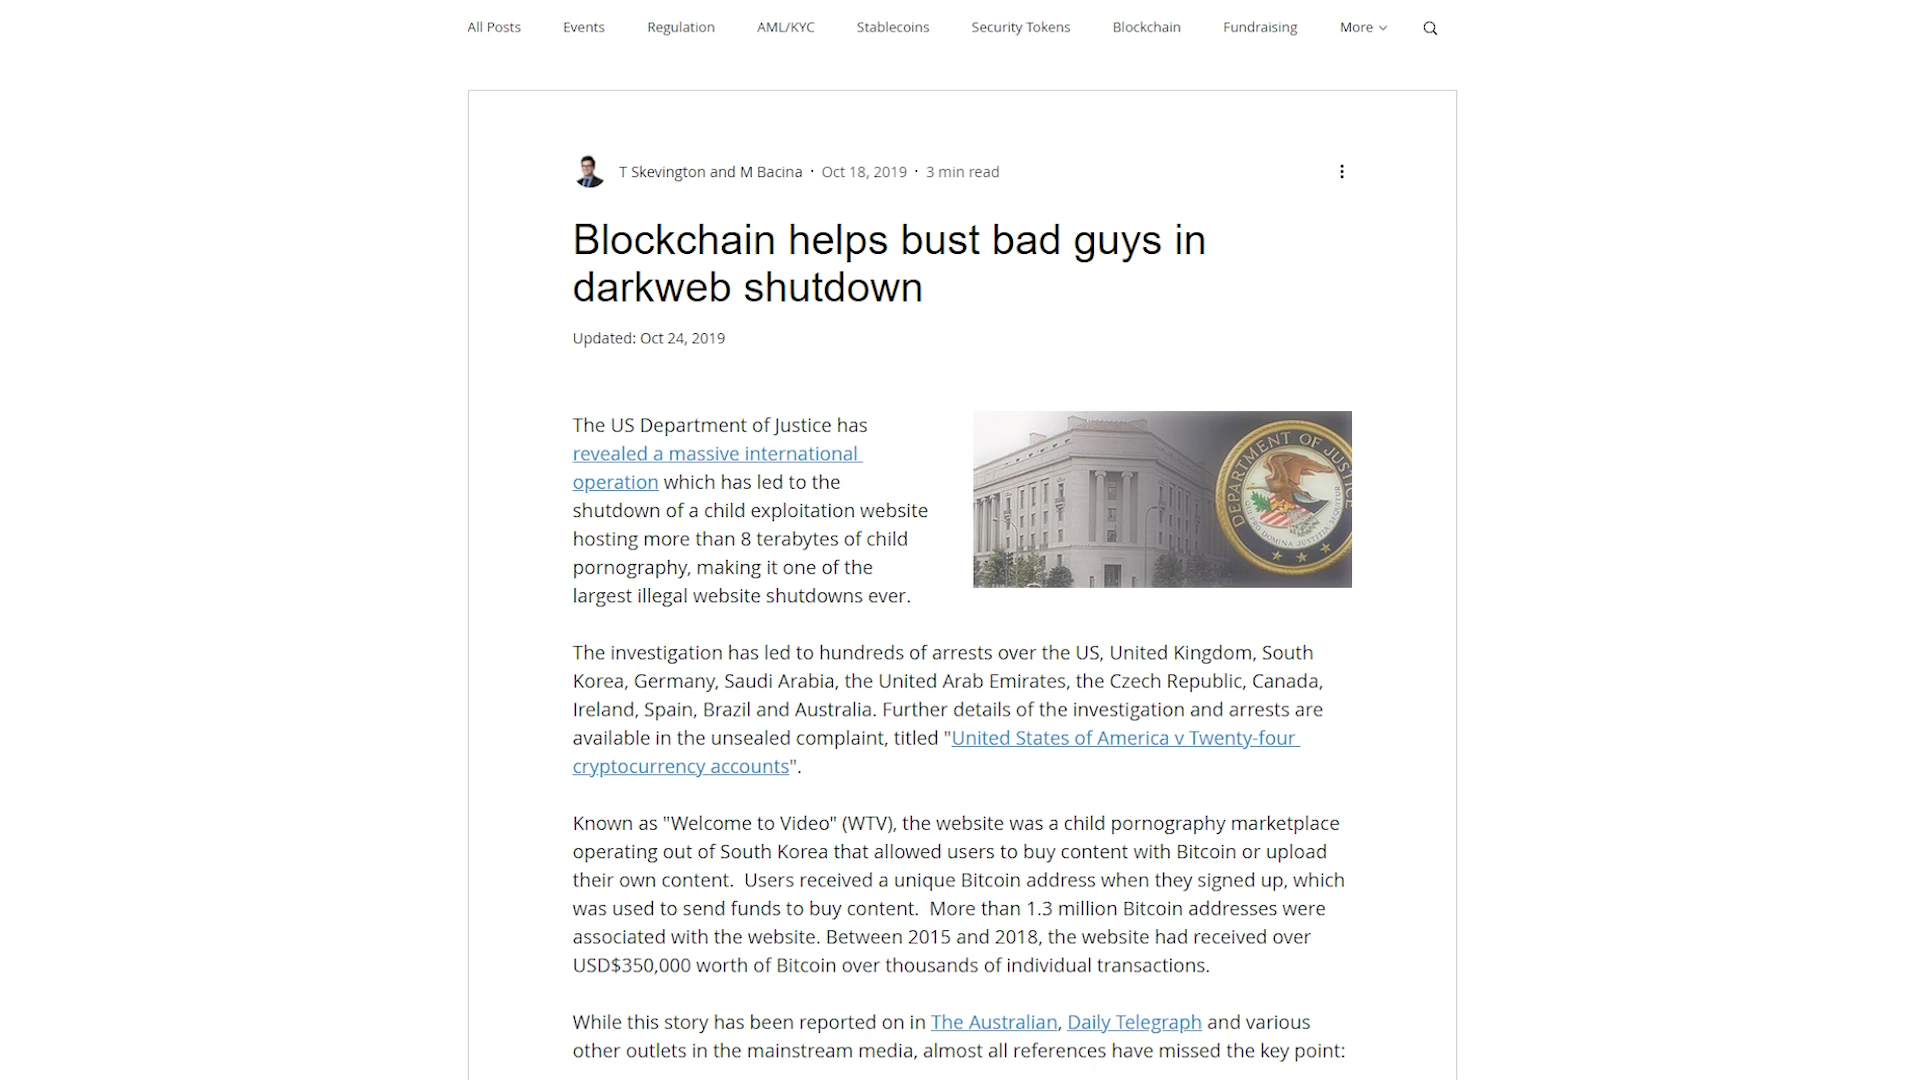 All Posts Events Regulation AML/KYC Stablecoins Security Tokens Blockchain Fundraising More
T Skevington and M Bacina · Oct 18, 2019 · 3 min read
Blockchain helps bust bad guys in
darkweb shutdown
Updated: Oct 24, 2019
The US Department of Justice has
revealed a massive international
operation which has led to the
shutdown of a child exploitation website
hosting more than 8 terabytes of child
pornography, making it one of the
largest illegal website shutdowns ever.
DEPARTMENT OF JUSTICE
QUI PRO DOMINA JUSTITIA SEQUITUR
The investigation has led to hundreds of arrests over the US, United Kingdom, South
Korea, Germany, Saudi Arabia, the United Arab Emirates, the Czech Republic, Canada,
Ireland, Spain, Brazil and Australia. Further details of the investigation and arrests are
available in the unsealed complaint, titled "United States of America v Twenty-four
cryptocurrency accounts".
Known as "Welcome to Video" (WTV), the website was a child pornography marketplace
operating out of South Korea that allowed users to buy content with Bitcoin or upload
their own content.  Users received a unique Bitcoin address when they signed up, which
was used to send funds to buy content.  More than 1.3 million Bitcoin addresses were
associated with the website. Between 2015 and 2018, the website had received over
USD$350,000 worth of Bitcoin over thousands of individual transactions.
While this story has been reported on in The Australian, Daily Telegraph and various
other outlets in the mainstream media, almost all references have missed the key point: